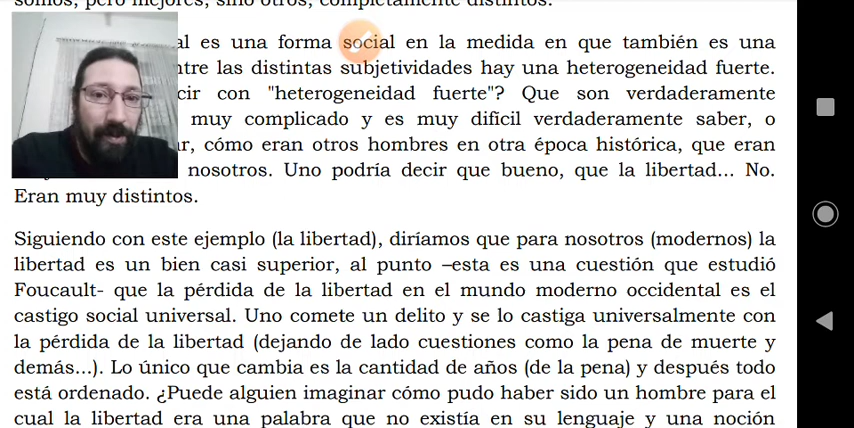 somos, pero mejores, sino otros, completamente distintos.
al es una forma social en la medida en que también es una
ntre las distintas subjetividades hay una heterogeneidad fuerte.
cir con "heterogeneidad fuerte"? Que son verdaderamente
muy complicado y es muy difícil verdaderamente saber, o
r, cómo eran otros hombres en otra época histórica, que eran
nosotros. Uno podría decir que bueno, que la libertad... No.
Eran muy distintos.
Siguiendo con este ejemplo (la libertad), diríamos que para nosotros (modernos) la
libertad es un bien casi superior, al punto –esta es una cuestión que estudió
Foucault- que la pérdida de la libertad en el mundo moderno occidental es el
castigo social universal. Uno comete un delito y se lo castiga universalmente con
la pérdida de la libertad (dejando de lado cuestiones como la pena de muerte y
demás...). Lo único que cambia es la cantidad de años (de la pena) y después todo
está ordenado. ¿Puede alguien imaginar cómo pudo haber sido un hombre para el
cual la libertad era una palabra que no existía en su lenguaje y una noción